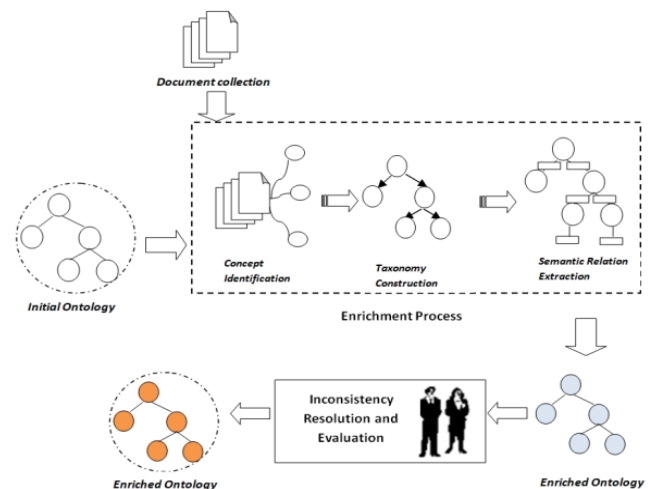 Document collection
Concept
Identification
Taxonomy
Construction
Semantic Relation
Extraction
Initial Ontology
Enrichment Process
Inconsistency
Resolution and
Evaluation
Enriched Ontology
Enriched Ontology